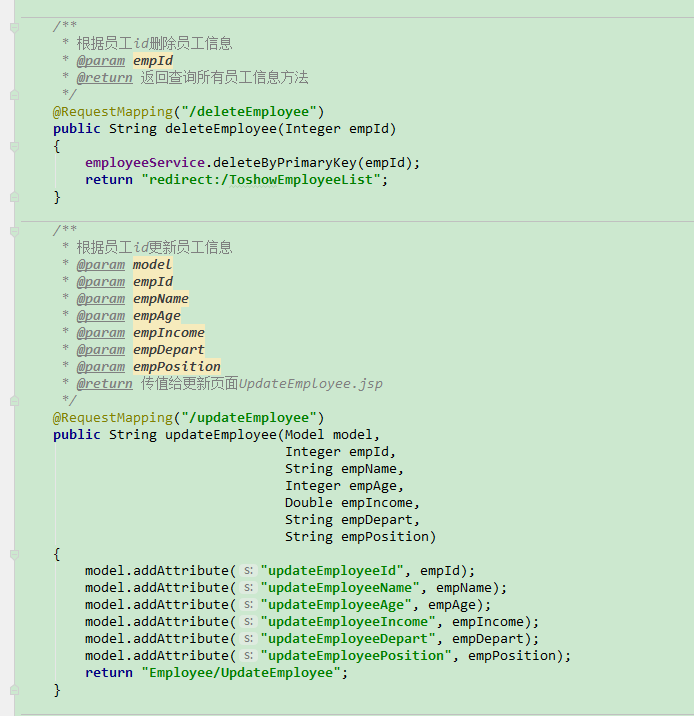 /**
 * 根据员工id删除员工信息
 * @param empId
 * @return 返回查询所有员工信息方法
 */
@RequestMapping("/deleteEmployee")
public String deleteEmployee(Integer empId)
{
    employeeService.deleteByPrimaryKey(empId);
    return "redirect:/ToshowEmployeeList";
}
/**
 * 根据员工id更新员工信息
 * @param model
 * @param empId
 * @param empName
 * @param empAge
 * @param empIncome
 * @param empDepart
 * @param empPosition
 * @return 传值给更新页面UpdateEmployee.jsp
 */
@RequestMapping("/updateEmployee")
public String updateEmployee(Model model,
                             Integer empId,
                             String empName,
                             Integer empAge,
                             Double empIncome,
                             String empDepart,
                             String empPosition)
{
    model.addAttribute( s: "updateEmployeeId", empId);
    model.addAttribute( s: "updateEmployeeName", empName);
    model.addAttribute( s: "updateEmployeeAge", empAge);
    model.addAttribute( s: "updateEmployeeIncome", empIncome);
    model.addAttribute( s: "updateEmployeeDepart", empDepart);
    model.addAttribute( s: "updateEmployeePosition", empPosition);
    return "Employee/UpdateEmployee";
}